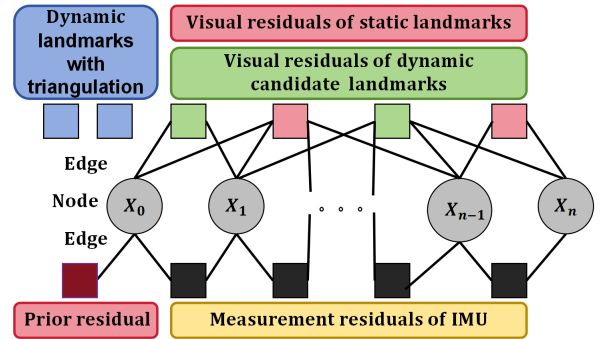 Dynamic
landmarks
with
triangulation
Visual residuals of static landmarks
Visual residuals of dynamic
candidate landmarks
Edge
Node
X₀
X₁
Xₙ₋₁
Xₙ
Edge
Prior residual
Measurement residuals of IMU